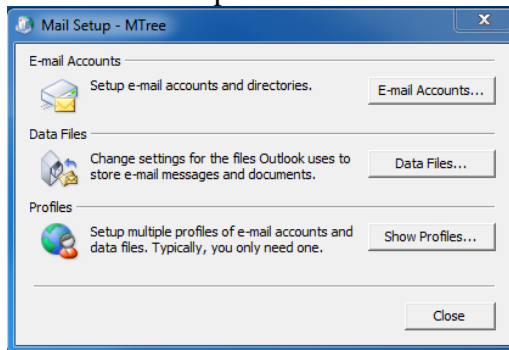 Mail Setup - MTree
E-mail Accounts
Setup e-mail accounts and directories.
E-mail Accounts...
Data Files
Change settings for the files Outlook uses to
store e-mail messages and documents.
Data Files...
Profiles
Setup multiple profiles of e-mail accounts and
data files. Typically, you only need one.
Show Profiles...
Close